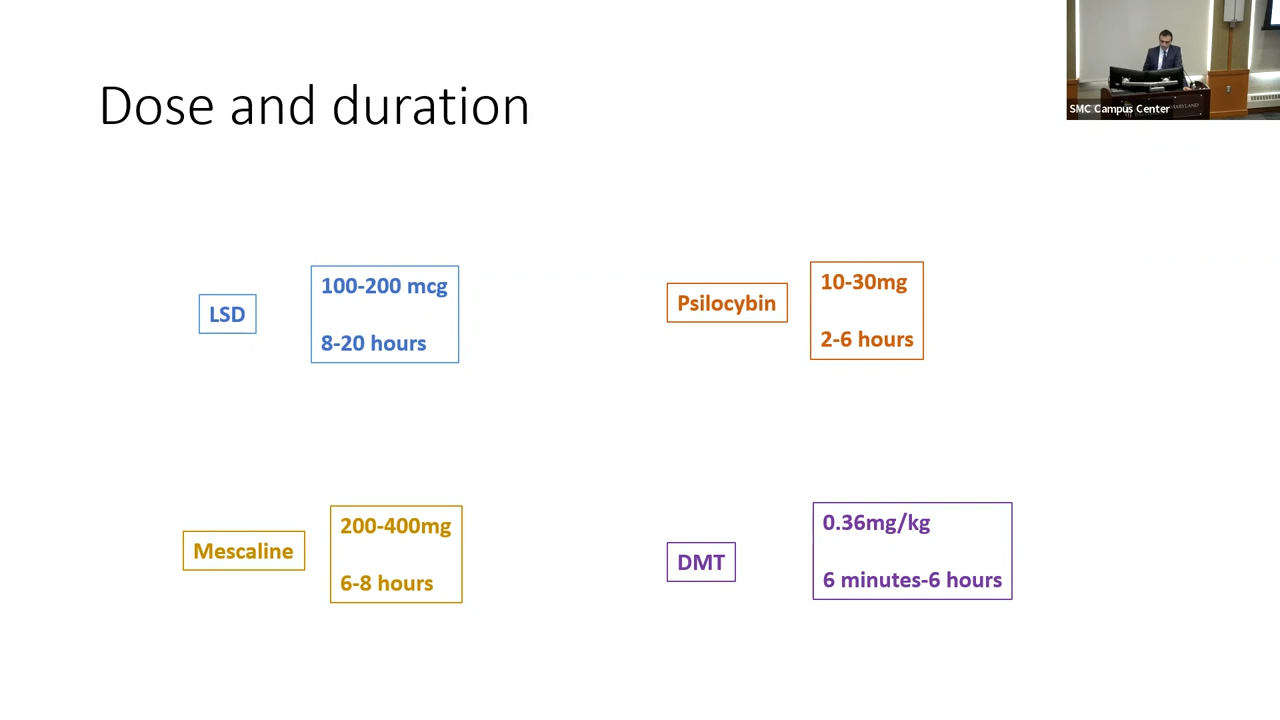 Dose and duration
SMC Campus Center
MARYLAND
LSD
100-200 mcg
8-20 hours
Psilocybin
10-30mg
2-6 hours
Mescaline
200-400mg
6-8 hours
DMT
0.36mg/kg
6 minutes-6 hours